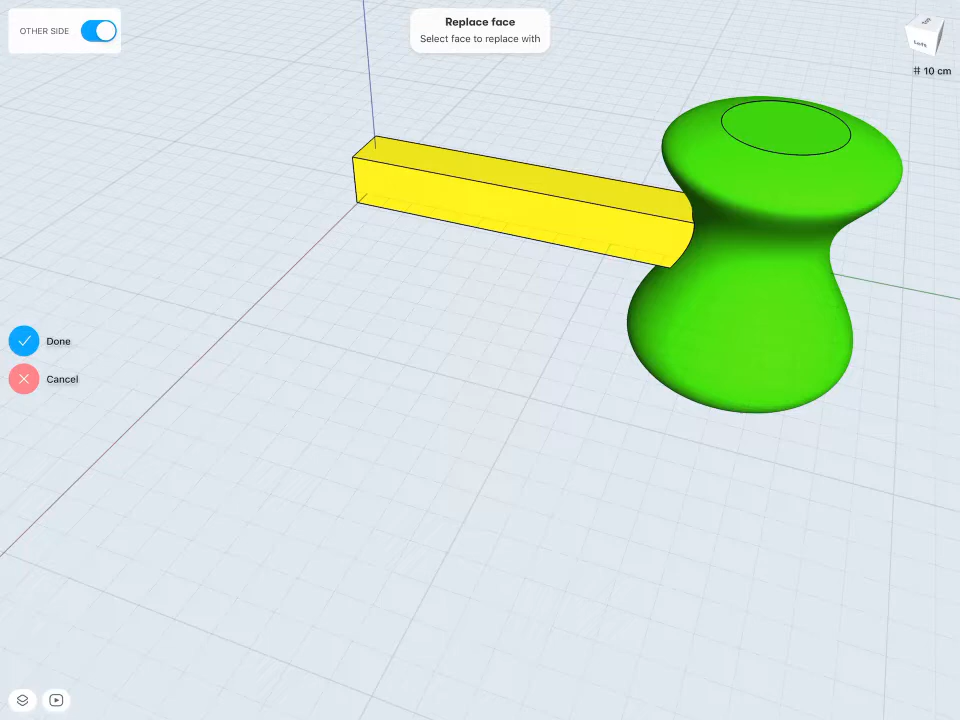 OTHER SIDE
Replace face
Select face to replace with
# 10 cm
Done
Cancel